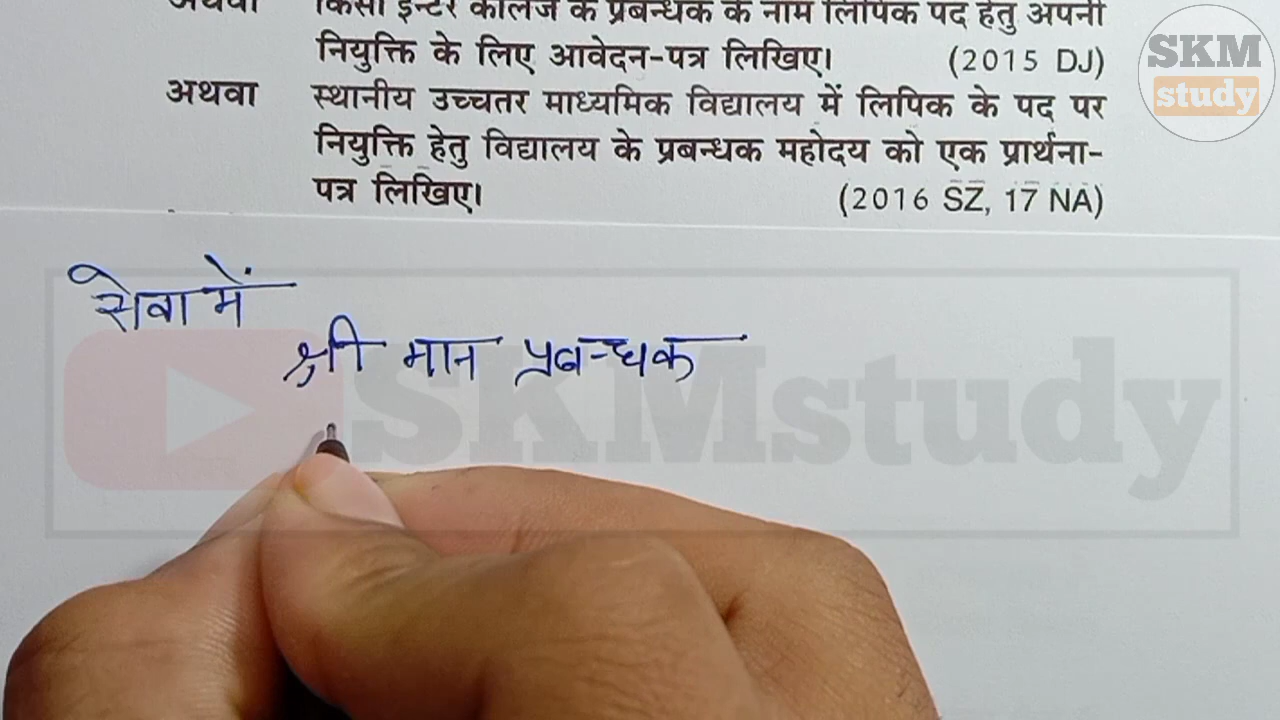 अथवा किसी इन्टर कॉलेज के प्रबन्धक के नाम लिपिक पद हेतु अपनी
नियुक्ति के लिए आवेदन-पत्र लिखिए। (2015 DJ)
अथवा स्थानीय उच्चतर माध्यमिक विद्यालय में लिपिक के पद पर
नियुक्ति हेतु विद्यालय के प्रबन्धक महोदय को एक प्रार्थना-
पत्र लिखिए। (2016 SZ, 17 NA)
SKM
study
सेवा में
श्री मान प्रबन्धक
SKMstudy